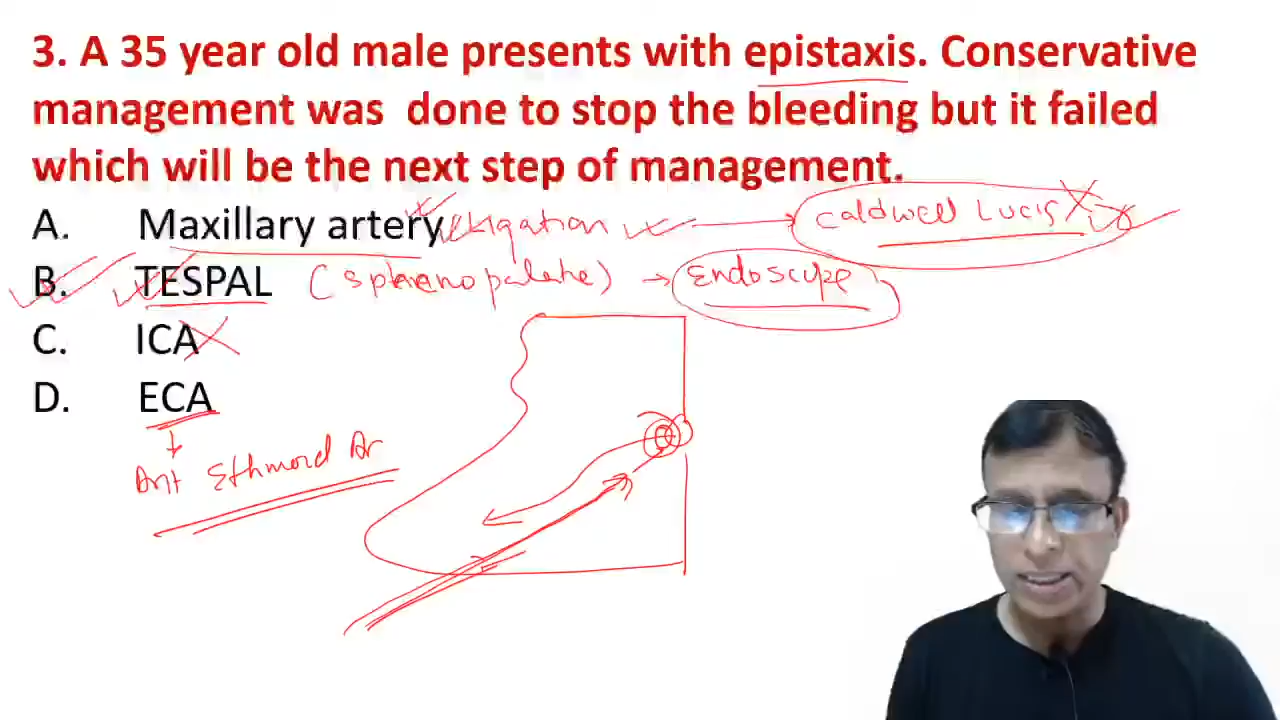 3. A 35 year old male presents with epistaxis. Conservative
management was done to stop the bleeding but it failed
which will be the next step of management.
A. Maxillary artery Ligation → Caldwell Lucis
B. TESPAL (sphenopalatine) → Endoscope
C. ICA
D. ECA
Ant Ethmoid Ar